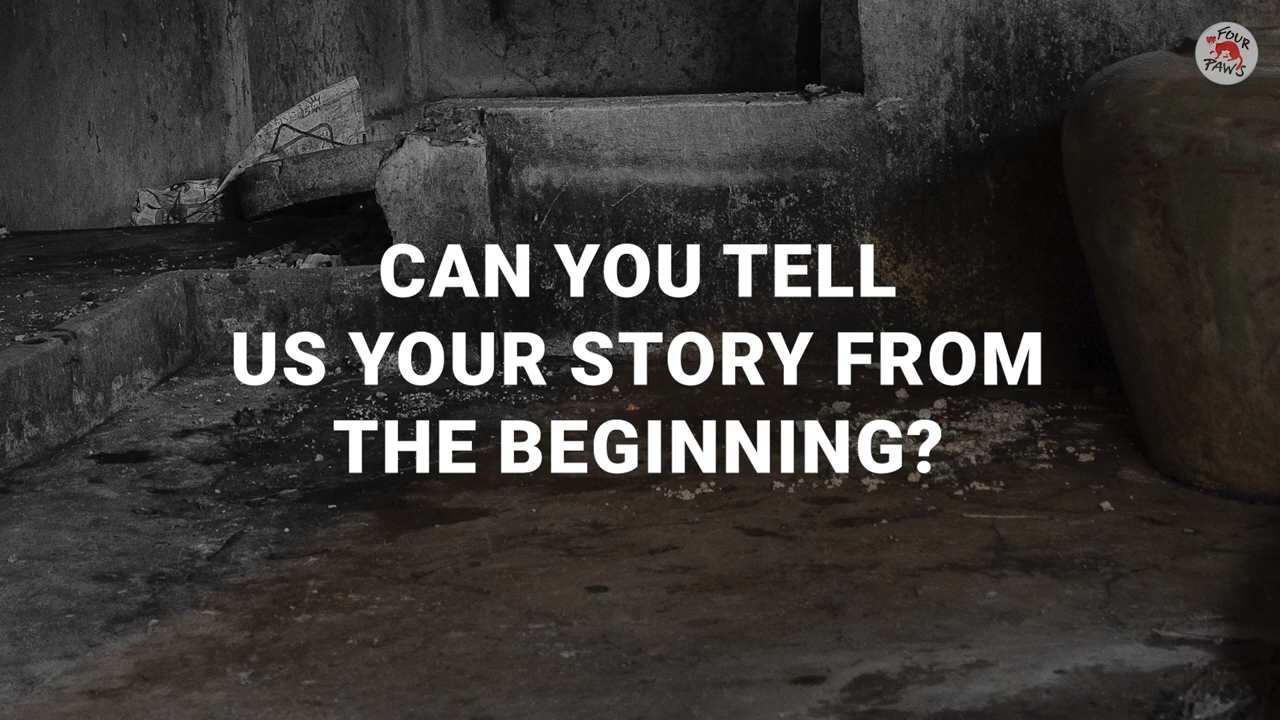 FOUR
PAWS
CAN YOU TELL
US YOUR STORY FROM
THE BEGINNING?